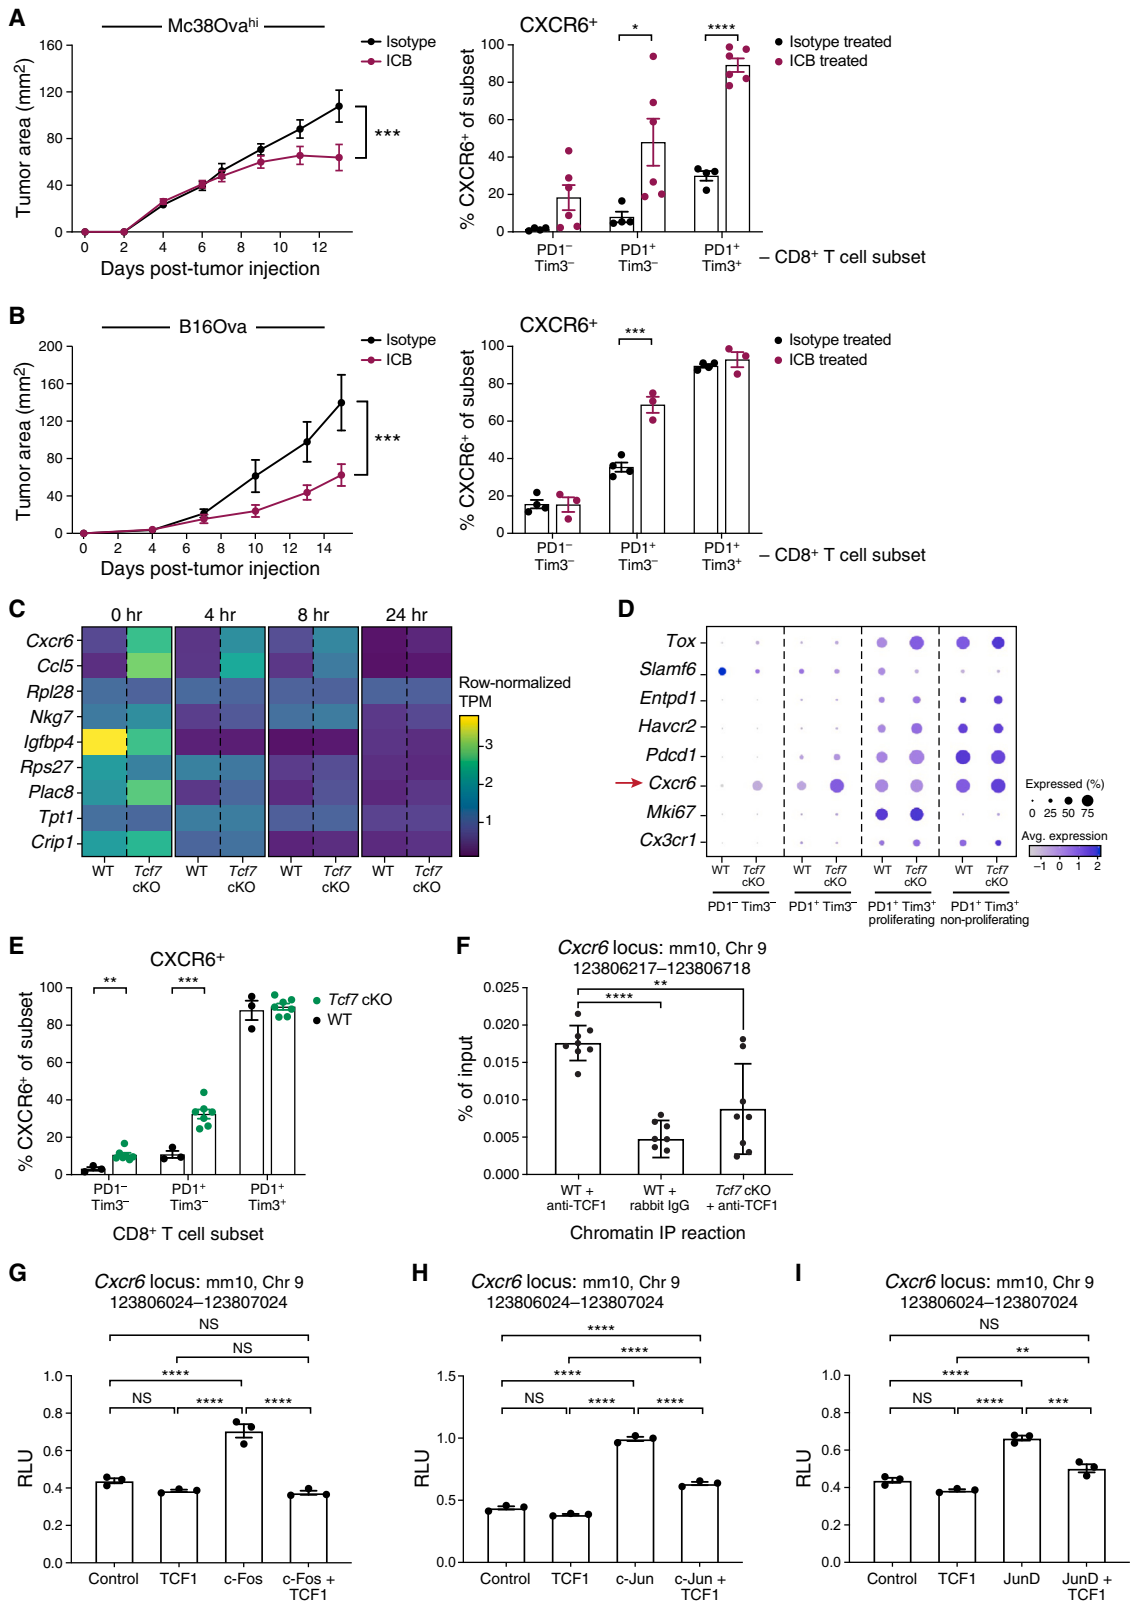 A
Mc38Ova^hi
Isotype
ICB
Tumor area (mm²)
160
120
80
40
0
***
0 2 4 6 8 10 12
Days post-tumor injection
CXCR6⁺
Isotype treated
ICB treated
% CXCR6⁺ of subset
100
80
60
40
20
0
* ****
PD1⁻ PD1⁺ PD1⁺
Tim3⁻ Tim3⁻ Tim3⁺
– CD8⁺ T cell subset
B
B16Ova
Isotype
ICB
Tumor area (mm²)
200
160
120
80
40
0
***
0 2 4 6 8 10 12 14
Days post-tumor injection
CXCR6⁺
Isotype treated
ICB treated
% CXCR6⁺ of subset
100
80
60
40
20
0
***
PD1⁻ PD1⁺ PD1⁺
Tim3⁻ Tim3⁻ Tim3⁺
– CD8⁺ T cell subset
C
0 hr 4 hr 8 hr 24 hr
Cxcr6
Ccl5
Rpl28
Nkg7
Igfbp4
Rps27
Plac8
Tpt1
Crip1
WT Tcf7 WT Tcf7 WT Tcf7 WT Tcf7
cKO cKO cKO cKO
Row-normalized
TPM
3
2
1
D
Tox
Slamf6
Entpd1
Havcr2
Pdcd1
Cxcr6
Mki67
Cx3cr1
WT Tcf7 WT Tcf7 WT Tcf7 WT Tcf7
cKO cKO cKO cKO
PD1⁻ Tim3⁻ PD1⁺ Tim3⁻ PD1⁺ Tim3⁺ PD1⁺ Tim3⁺
proliferating non-proliferating
Expressed (%)
0 25 50 75
Avg. expression
−1 0 1 2
E
CXCR6⁺
Tcf7 cKO
WT
% CXCR6⁺ of subset
100
80
60
40
20
0
** ***
PD1⁻ PD1⁺ PD1⁺
Tim3⁻ Tim3⁻ Tim3⁺
CD8⁺ T cell subset
F
Cxcr6 locus: mm10, Chr 9
123806217–123806718
% of input
0.025
0.020
0.015
0.010
0.005
0.000
**
****
WT + WT + Tcf7 cKO
anti-TCF1 rabbit IgG + anti-TCF1
Chromatin IP reaction
G
Cxcr6 locus: mm10, Chr 9
123806024–123807024
NS
NS
****
NS **** ****
RLU
1.0
0.8
0.6
0.4
0.2
0.0
Control TCF1 c-Fos c-Fos +
TCF1
H
Cxcr6 locus: mm10, Chr 9
123806024–123807024
****
****
****
NS **** ****
RLU
1.5
1.0
0.5
0.0
Control TCF1 c-Jun c-Jun +
TCF1
I
Cxcr6 locus: mm10, Chr 9
123806024–123807024
NS
**
****
NS **** ***
RLU
1.0
0.8
0.6
0.4
0.2
0.0
Control TCF1 JunD JunD +
TCF1